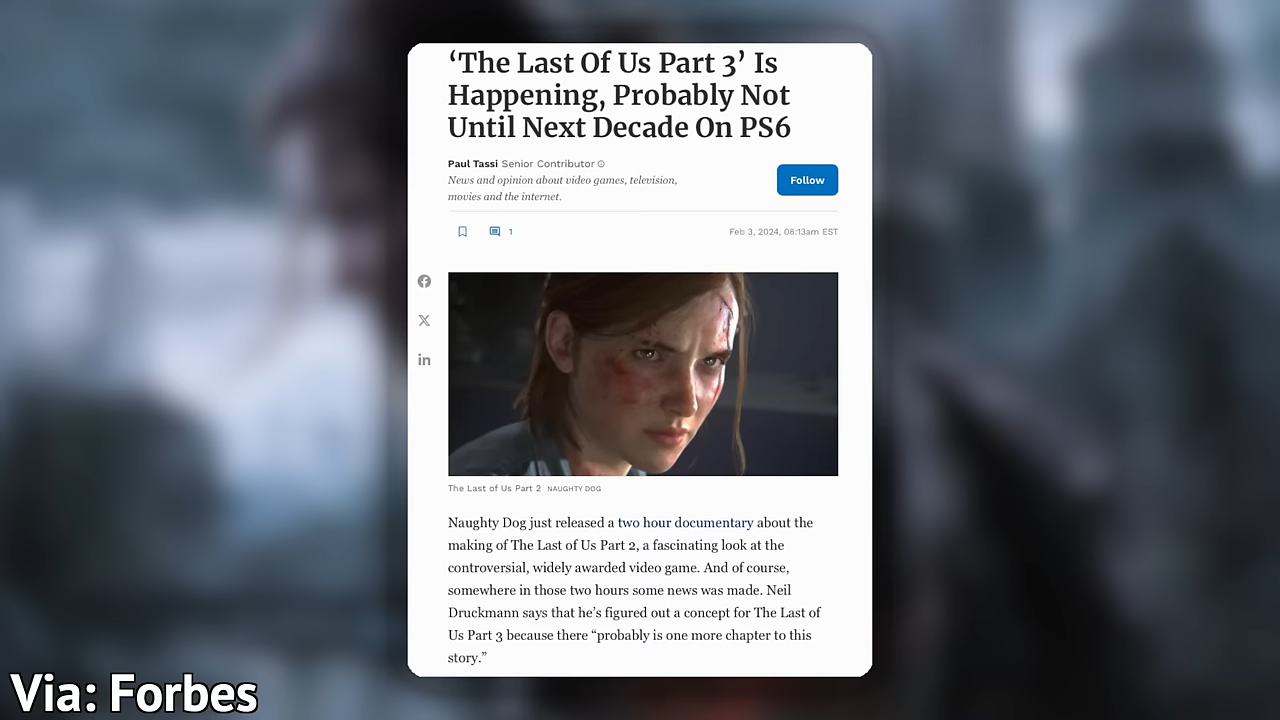 ‘The Last Of Us Part 3’ Is
Happening, Probably Not
Until Next Decade On PS6
Paul Tassi Senior Contributor
News and opinion about video games, television,
movies and the internet.
Follow
1
Feb 3, 2024, 08:13am EST
The Last of Us Part 2 NAUGHTY DOG
Naughty Dog just released a two hour documentary about the
making of The Last of Us Part 2, a fascinating look at the
controversial, widely awarded video game. And of course,
somewhere in those two hours some news was made. Neil
Druckmann says that he’s figured out a concept for The Last of
Us Part 3 because there “probably is one more chapter to this
story.”
Via: Forbes